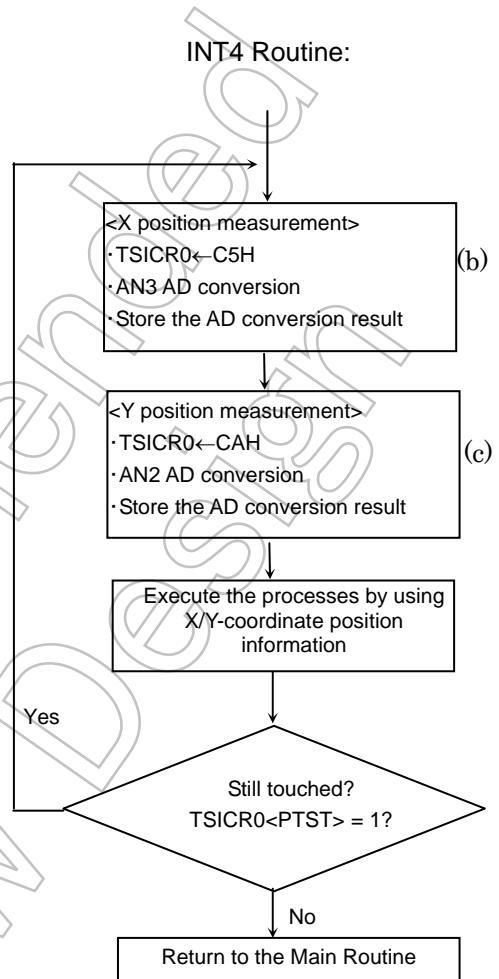 INT4 Routine:
<X position measurement>
・TSICR0←C5H
・AN3 AD conversion
・Store the AD conversion result
(b)
<Y position measurement>
・TSICR0←CAH
・AN2 AD conversion
・Store the AD conversion result
(c)
Execute the processes by using
X/Y-coordinate position
information
Yes
Still touched?
TSICR0<PTST> = 1?
No
Return to the Main Routine